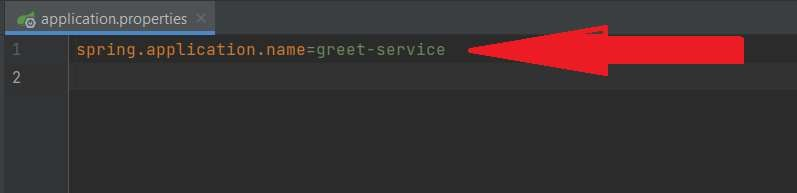 application.properties
1 spring.application.name=greet-service
2